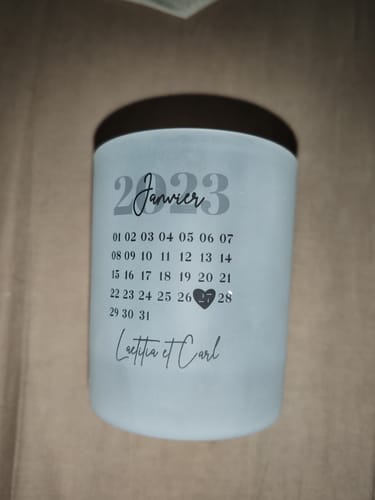 2023
Janvier
01 02 03 04 05 06 07
08 09 10 11 12 13 14
15 16 17 18 19 20 21
22 23 24 25 26 27 28
29 30 31
Laetitia et Carl